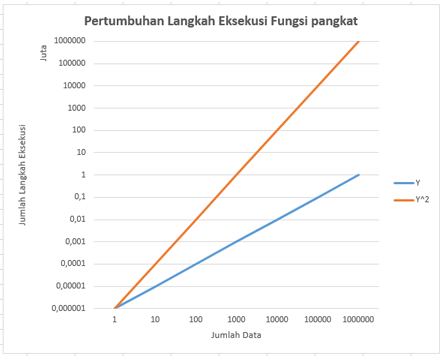 Pertumbuhan Langkah Eksekusi Fungsi pangkat
Juta
Jumlah Langkah Eksekusi
1000000
100000
10000
1000
100
10
1
0,1
0,01
0,001
0,0001
0,00001
0,000001
1 10 100 1000 10000 100000 1000000
Jumlah Data
Y
Y^2